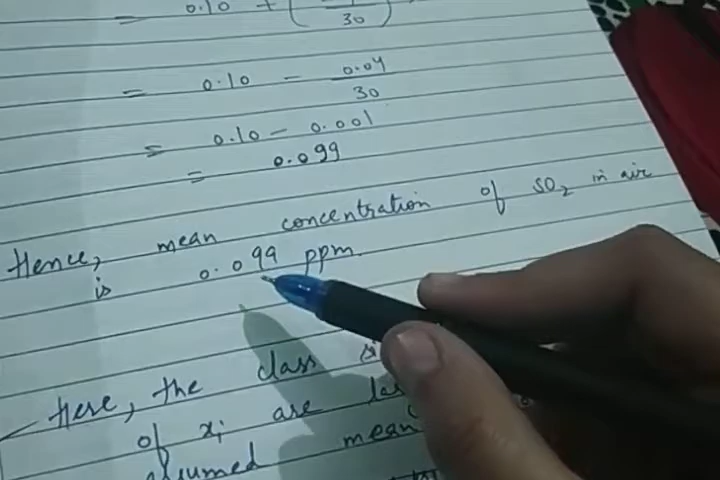 = 0.10 + ( 30
= 0.10 - 0.04
30
= 0.10 - 0.001
= 0.099
Hence, mean concentration of SO2 in air
is 0.099 ppm.
Here, the class
of xi are
assumed mean